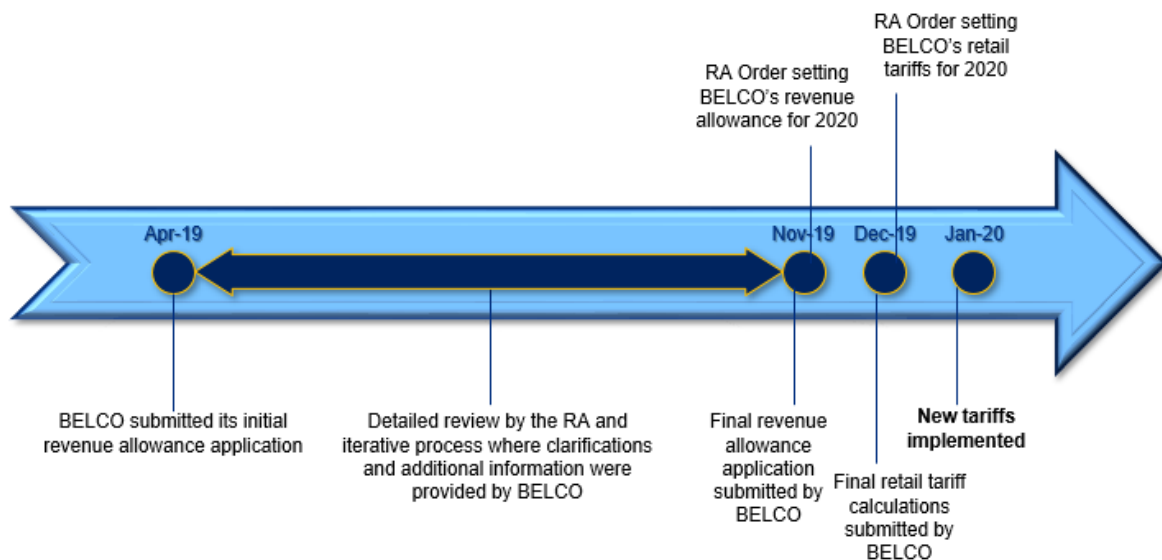 RA Order setting
BELCO's retail
tariffs for 2020
RA Order setting
BELCO's revenue
allowance for 2020
Apr-19
Nov-19
Dec-19
Jan-20
BELCO submitted its initial
revenue allowance application
Detailed review by the RA and
iterative process where clarifications
and additional information were
provided by BELCO
Final revenue
allowance
application
submitted by
BELCO
New tariffs
implemented
Final retail tariff
calculations
submitted by
BELCO